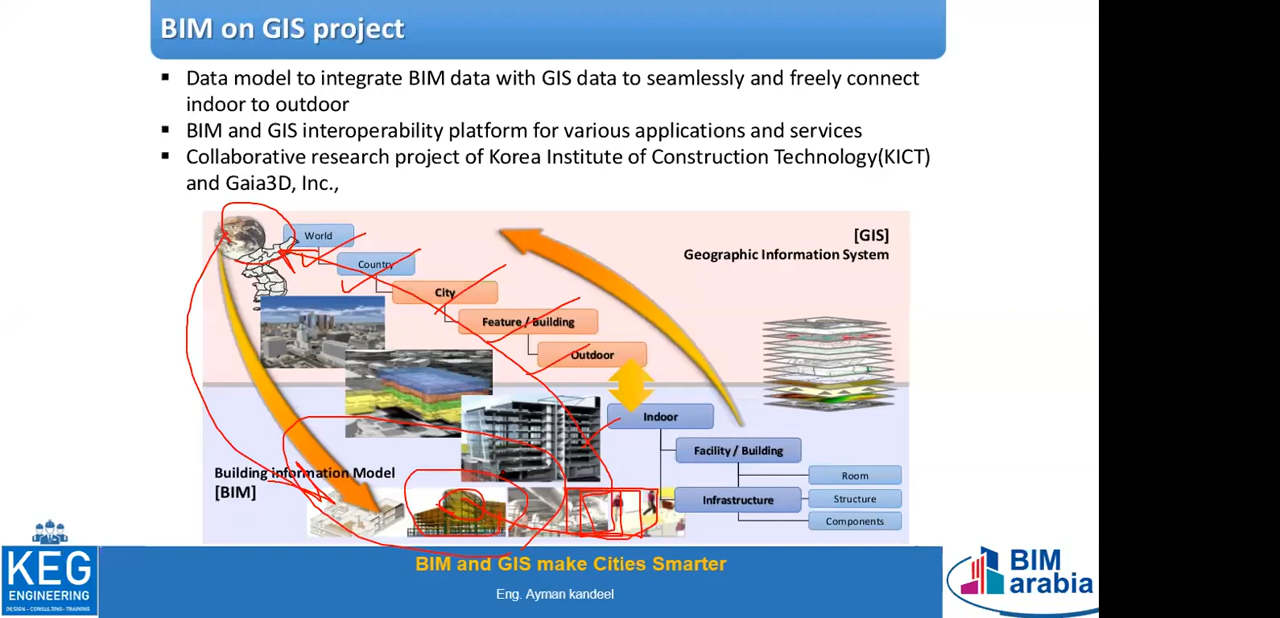 BIM on GIS project
▪ Data model to integrate BIM data with GIS data to seamlessly and freely connect
indoor to outdoor
▪ BIM and GIS interoperability platform for various applications and services
▪ Collaborative research project of Korea Institute of Construction Technology(KICT)
and Gaia3D, Inc.,
World
[GIS]
Geographic Information System
Country
City
Feature / Building
Outdoor
Indoor
Facility / Building
Building information Model
[BIM]
Room
Infrastructure
Structure
Components
KEG
ENGINEERING
DESIGN - CONSULTING - TRAINING
BIM and GIS make Cities Smarter
Eng. Ayman kandeel
BIM
arabia